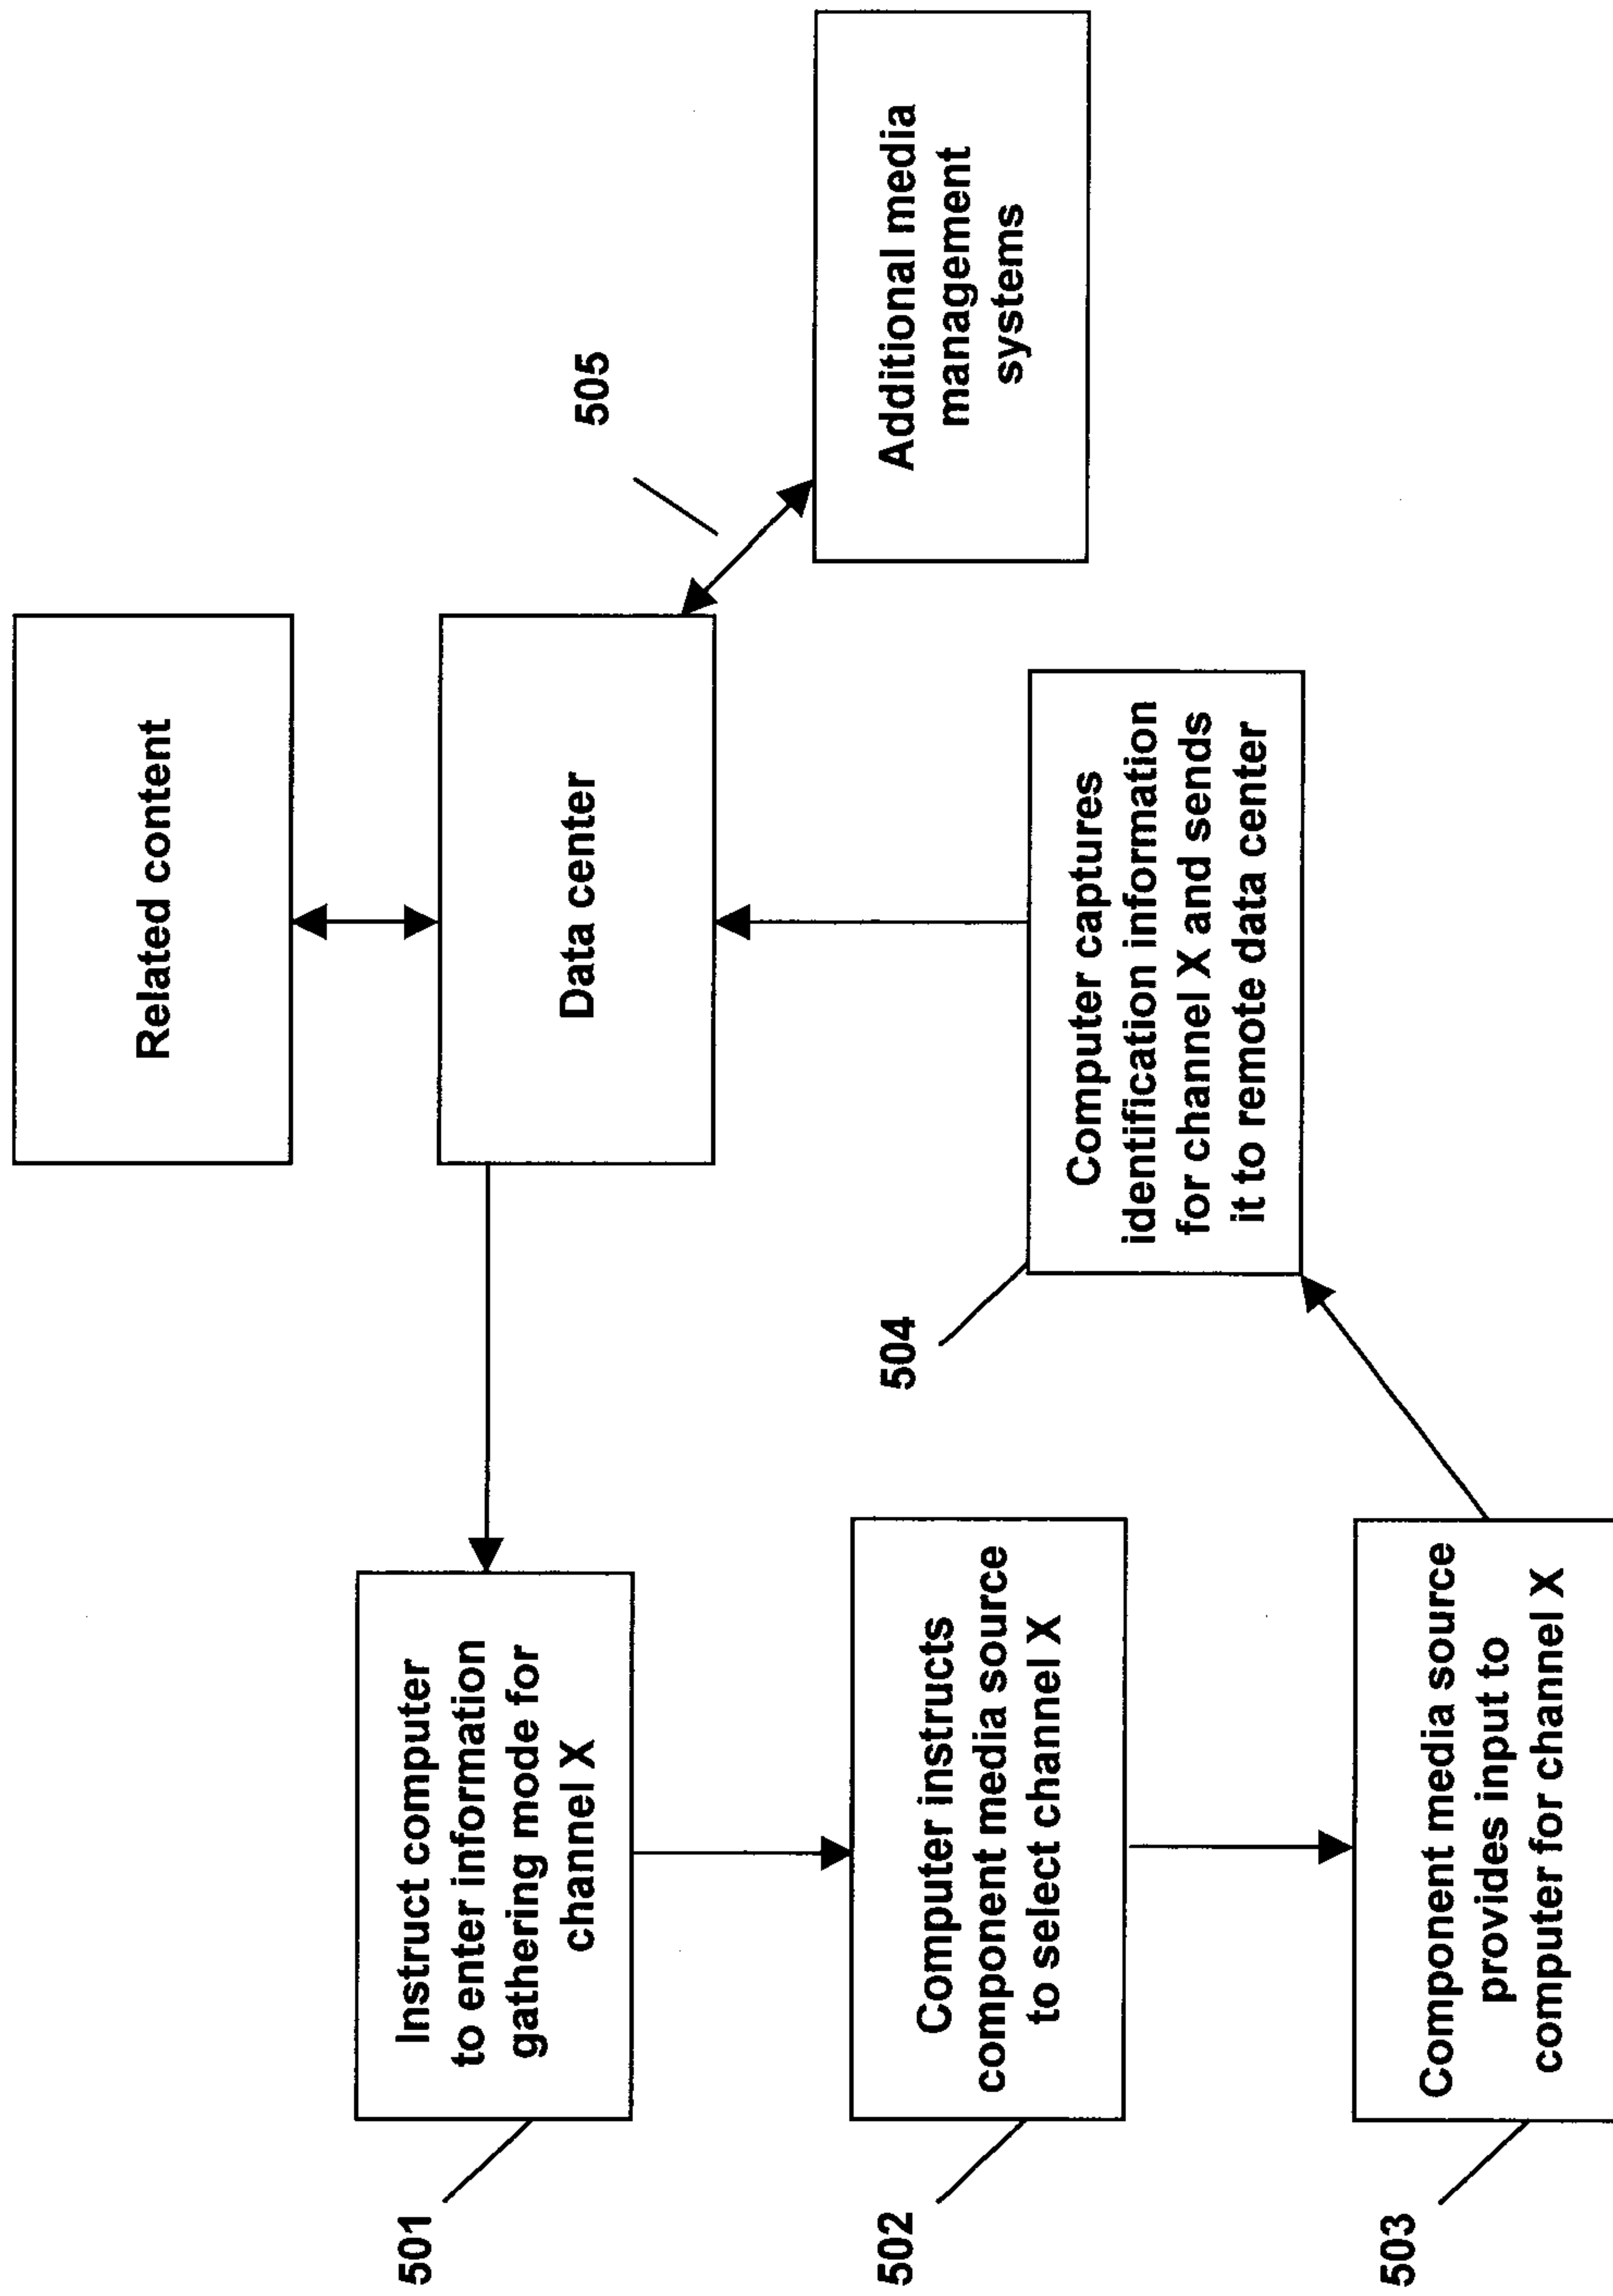 Related content
Data center
505
Additional media
management
systems
501
Instruct computer
to enter information
gathering mode for
channel X
502
Computer instructs
component media source
to select channel X
503
Component media source
provides input to
computer for channel X
504
Computer captures
identification information
for channel X and sends
it to remote data center